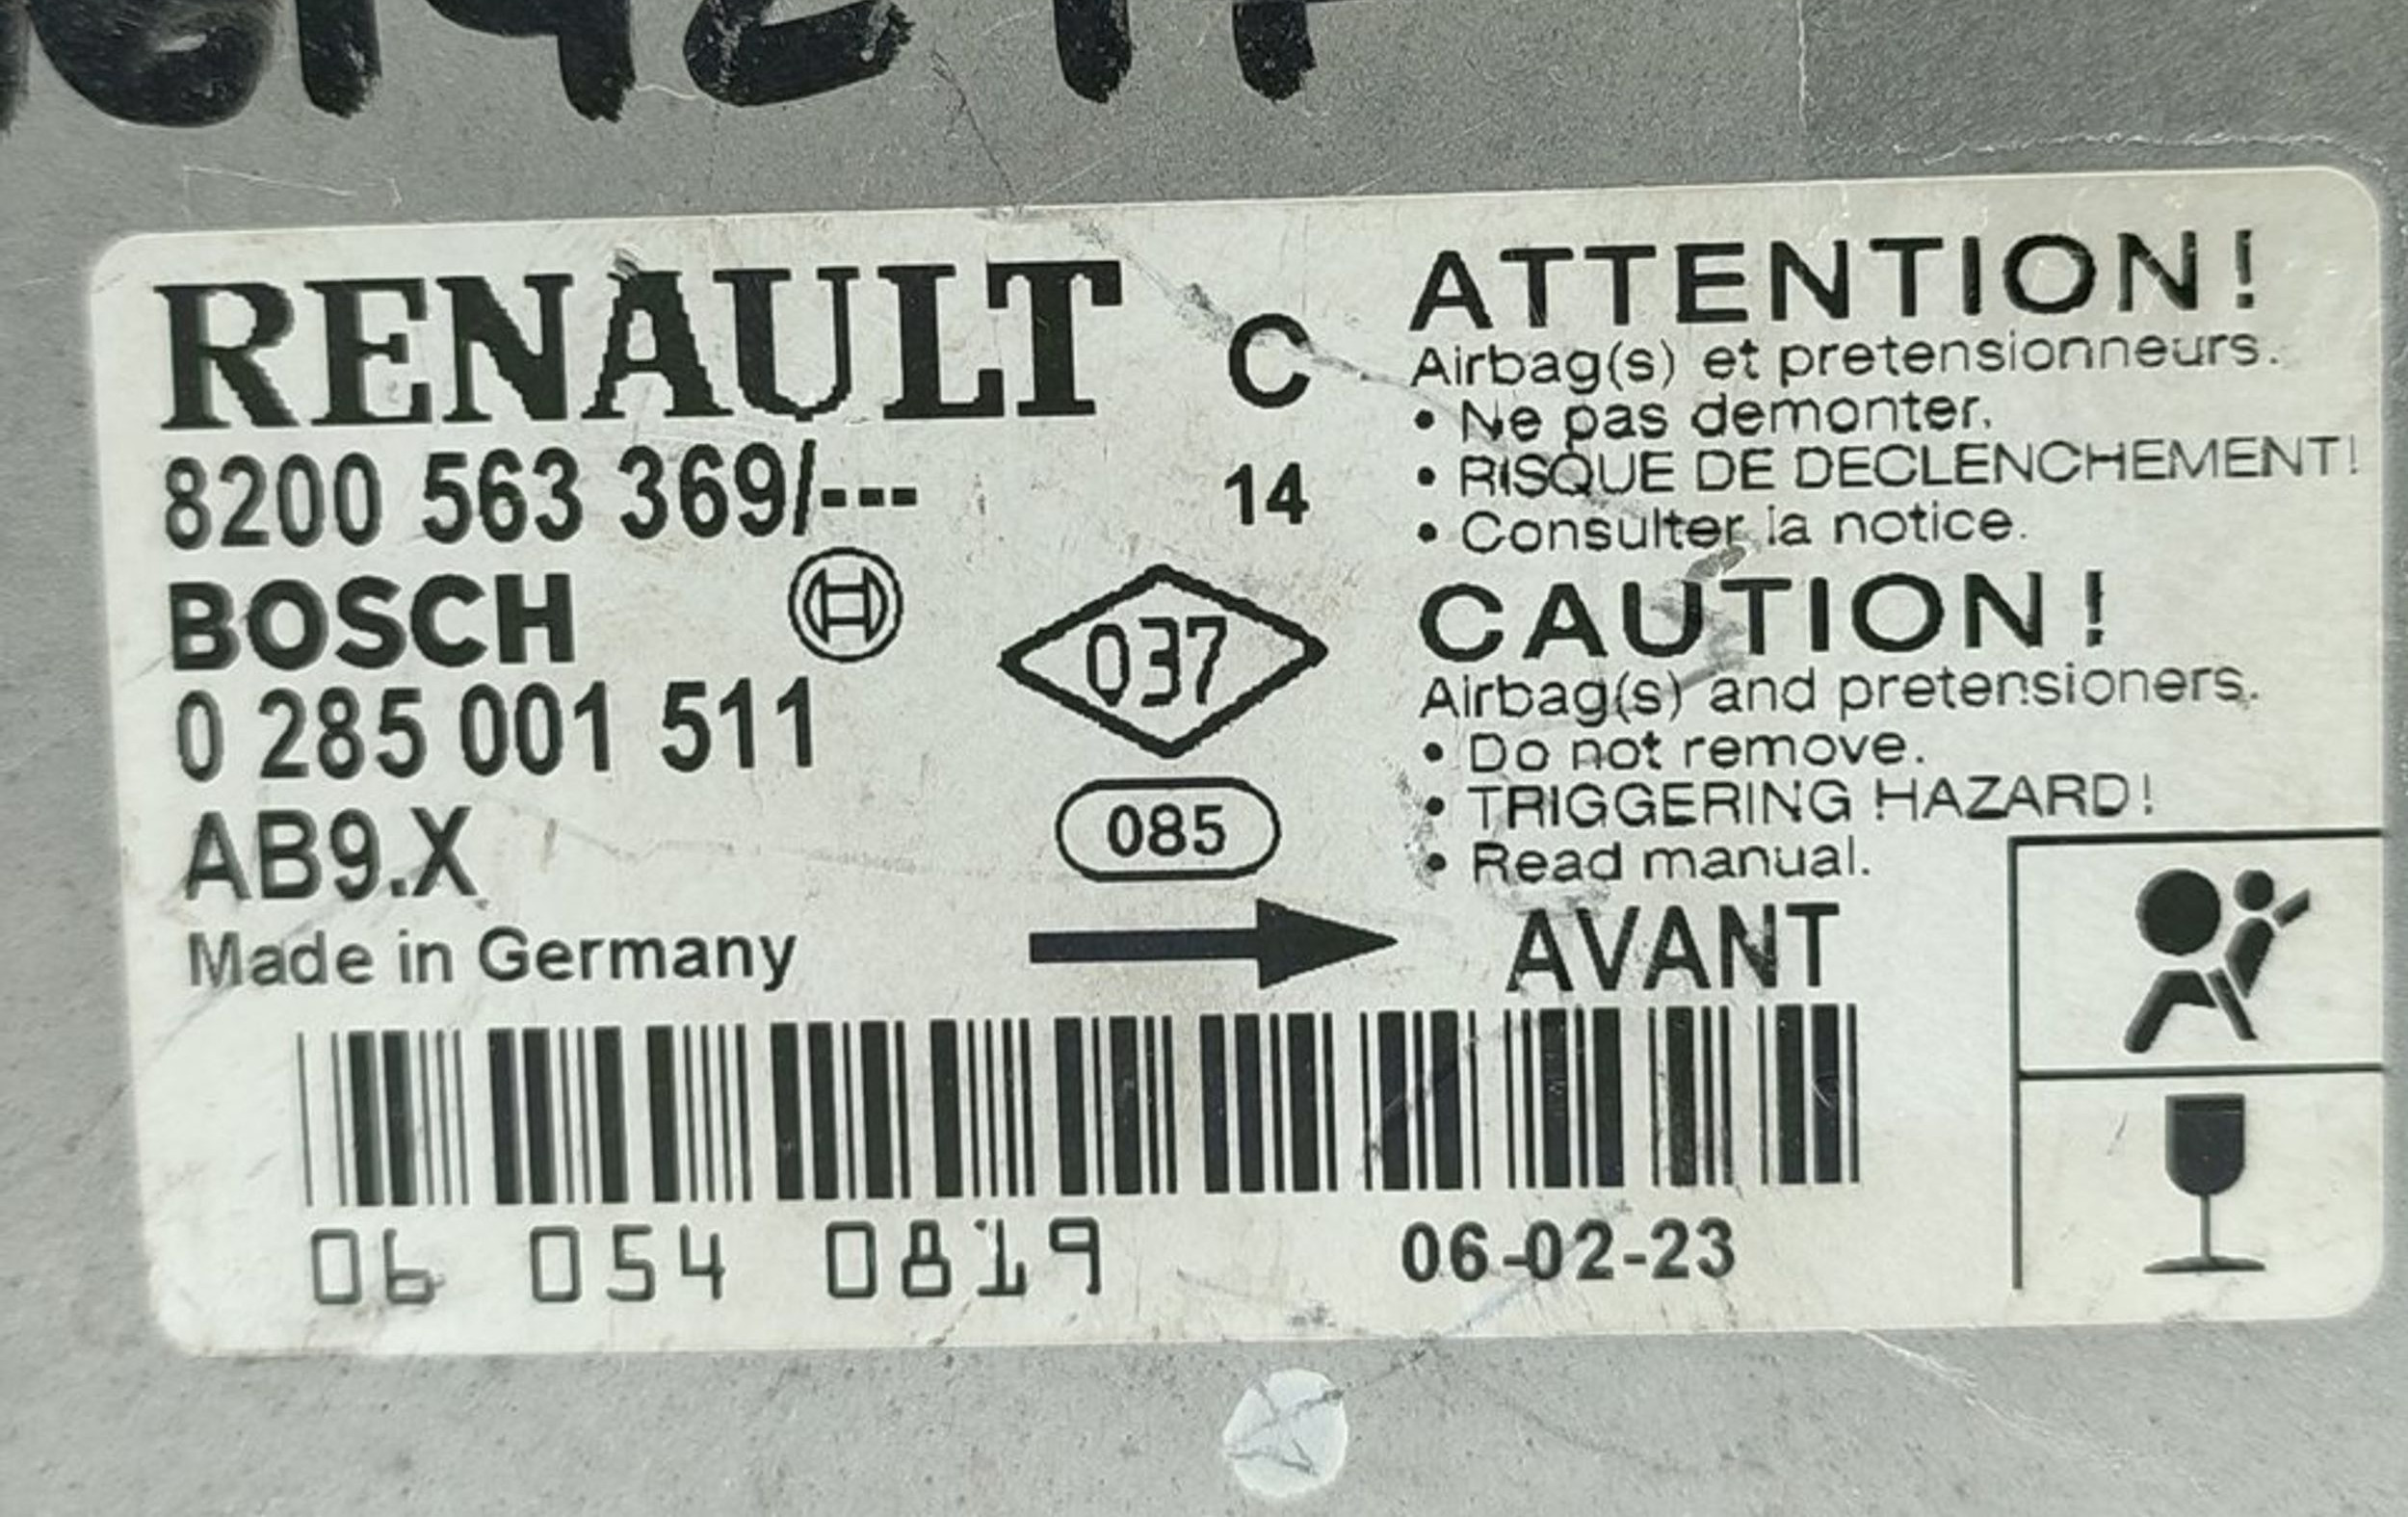 RENAULT C
8200 563 369/--- 14
BOSCH
037
0 285 001 511
085
AB9.X
Made in Germany
ATTENTION!
Airbag(s) et pretensionneurs.
• Ne pas demonter.
• RISQUE DE DECLENCHEMENT!
• Consulter la notice.
CAUTION!
Airbag(s) and pretensioners.
• Do not remove.
• TRIGGERING HAZARD!
• Read manual.
AVANT
06 054 0819 06-02-23